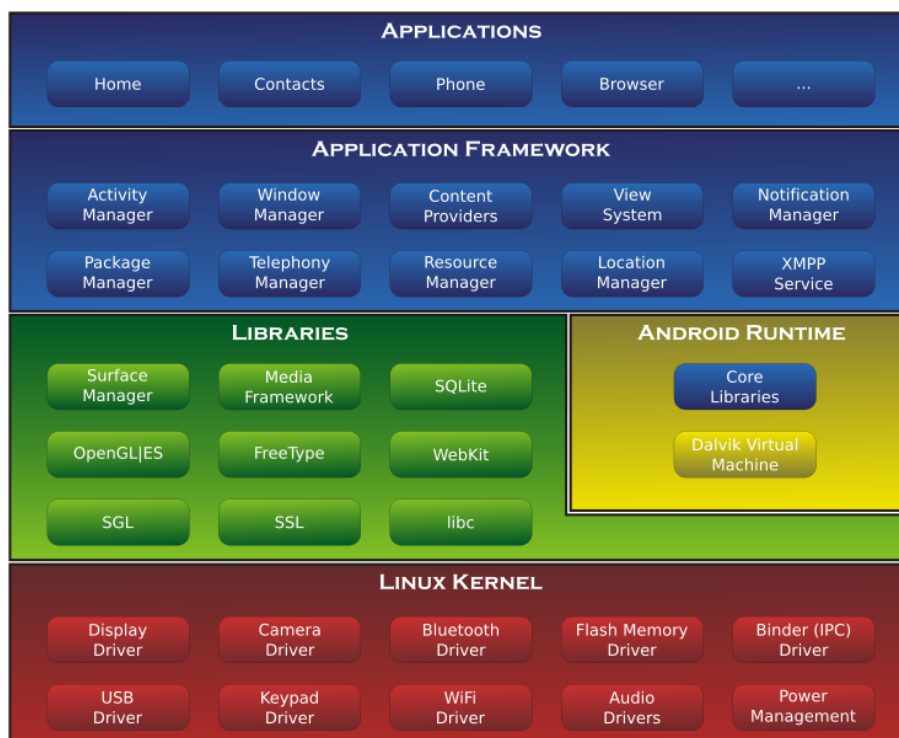 APPLICATIONS
Home
Contacts
Phone
Browser
...
APPLICATION FRAMEWORK
Activity
Manager
Window
Manager
Content
Providers
View
System
Notification
Manager
Package
Manager
Telephony
Manager
Resource
Manager
Location
Manager
XMPP
Service
LIBRARIES
Surface
Manager
Media
Framework
SQLite
OpenGL|ES
FreeType
WebKit
SGL
SSL
libc
ANDROID RUNTIME
Core
Libraries
Dalvik Virtual
Machine
LINUX KERNEL
Display
Driver
Camera
Driver
Bluetooth
Driver
Flash Memory
Driver
Binder (IPC)
Driver
USB
Driver
Keypad
Driver
WiFi
Driver
Audio
Drivers
Power
Management